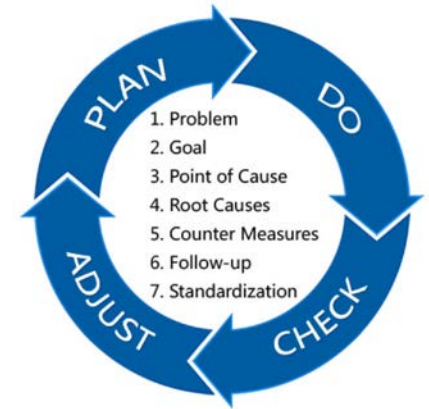 PLAN
DO
1. Problem
2. Goal
3. Point of Cause
4. Root Causes
5. Counter Measures
6. Follow-up
7. Standardization
CHECK
ADJUST